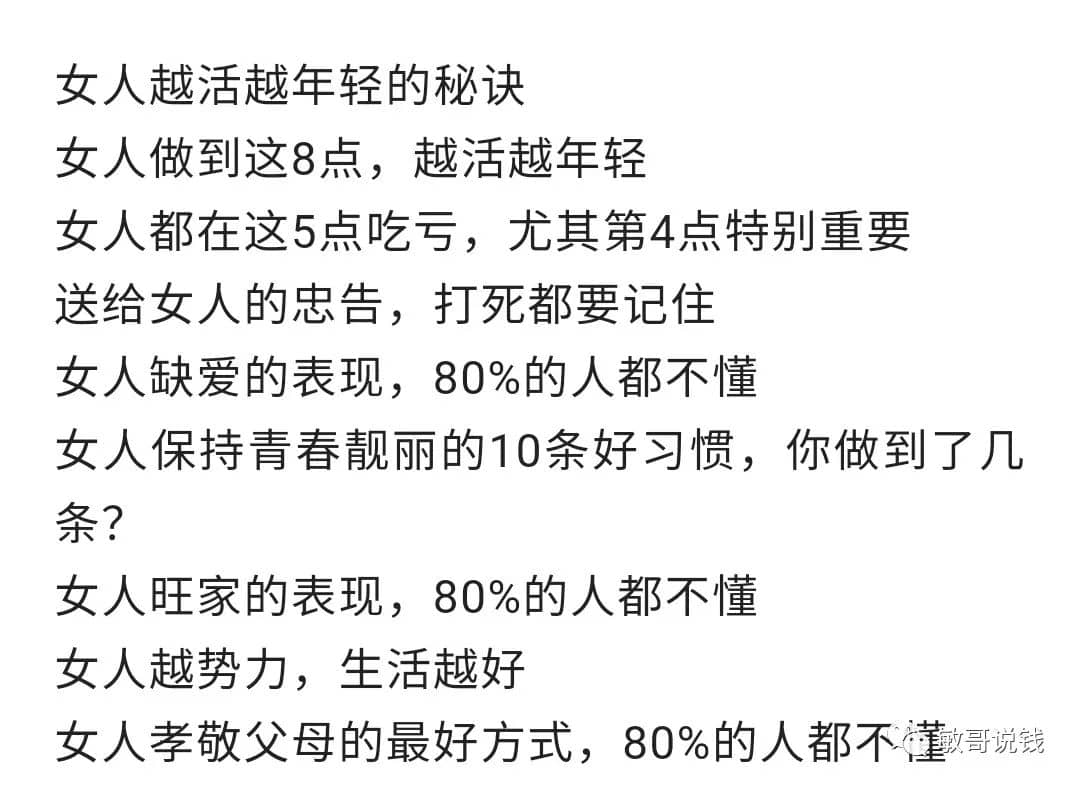 女人越活越年轻的秘诀
女人做到这8点，越活越年轻
女人都在这5点吃亏，尤其第4点特别重要
送给女人的忠告，打死都要记住
女人缺爱的表现，80%的人都不懂
女人保持青春靓丽的10条好习惯，你做到了几
条？
女人旺家的表现，80%的人都不懂
女人越势力，生活越好
女人孝敬父母的最好方式，80%的人都不懂
敏哥说钱